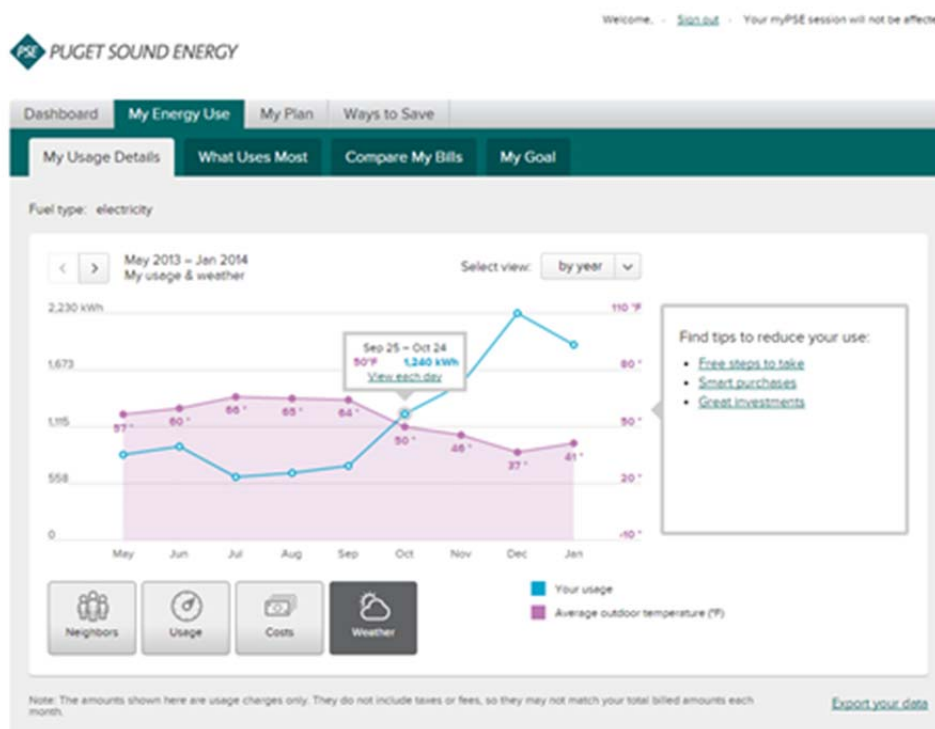 Welcome, - Sign out - Your myPSE session will not be affecte
PSE PUGET SOUND ENERGY
Dashboard My Energy Use My Plan Ways to Save
My Usage Details What Uses Most Compare My Bills My Goal
Fuel type: electricity
< > May 2013 – Jan 2014
My usage & weather
Select view: by year
2,230 kWh 110 °F
1,673 80 °
1,115 50 °
558 20 °
0 -10 °
Sep 25 – Oct 24
50°F 1,240 kWh
View each day
57° 60° 66° 65° 64° 50° 46° 37° 41°
May Jun Jul Aug Sep Oct Nov Dec Jan
Find tips to reduce your use:
• Free steps to take
• Smart purchases
• Great investments
Neighbors Usage Costs Weather
Your usage
Average outdoor temperature (°F)
Note: The amounts shown here are usage charges only. They do not include taxes or fees, so they may not match your total billed amounts each
month.
Export your data